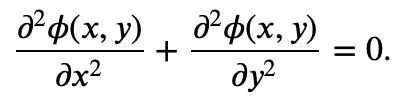 ∂²ϕ(x, y)/∂x² + ∂²ϕ(x, y)/∂y² = 0.